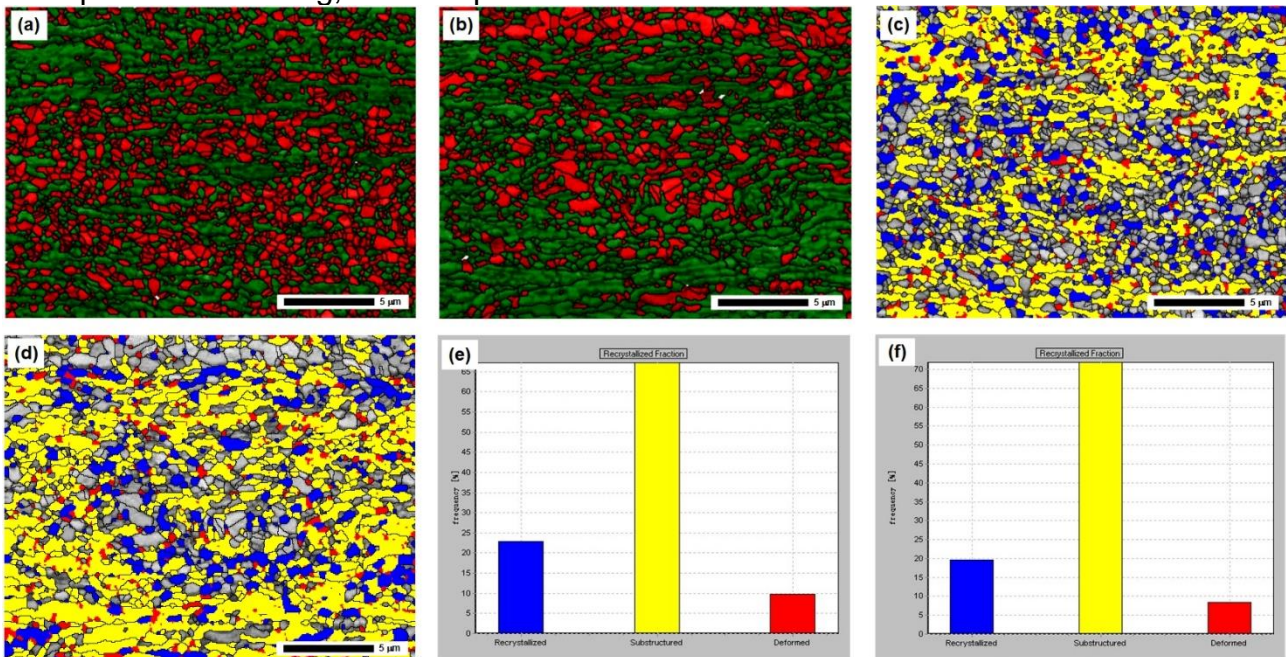 (a)
5 µm
(b)
5 µm
(c)
5 µm
(d)
5 µm
(e)
Recrystallized Fraction
65
60
55
50
45
40
35
30
25
20
15
10
5
0
frequency [%]
Recrystallized
Substructured
Deformed
(f)
Recrystallized Fraction
70
65
60
55
50
45
40
35
30
25
20
15
10
5
0
frequency [%]
Recrystallized
Substructured
Deformed